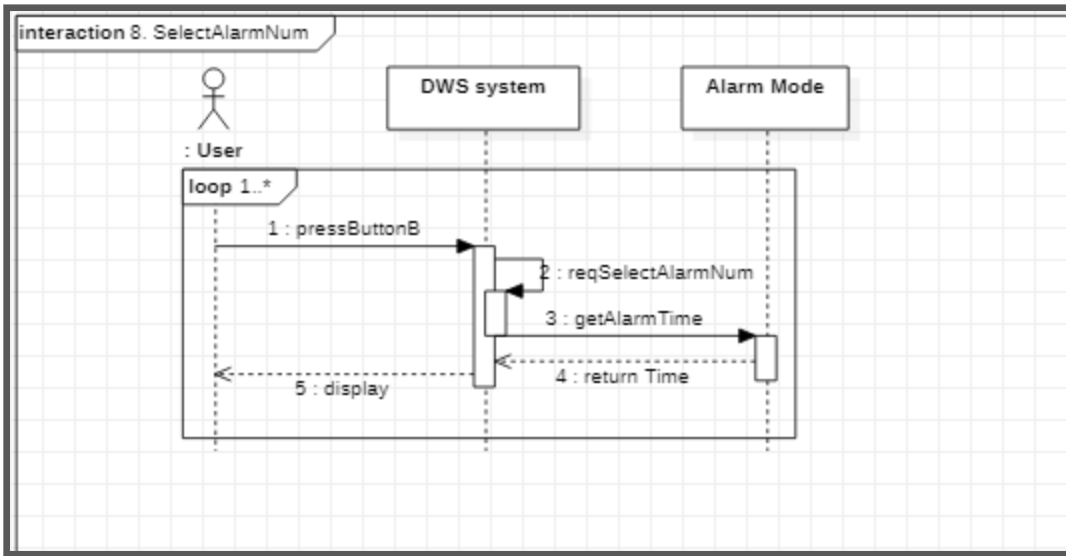 interaction 8. SelectAlarmNum
DWS system
Alarm Mode
: User
loop 1..*
1 : pressButtonB
2 : reqSelectAlarmNum
3 : getAlarmTime
4 : return Time
5 : display